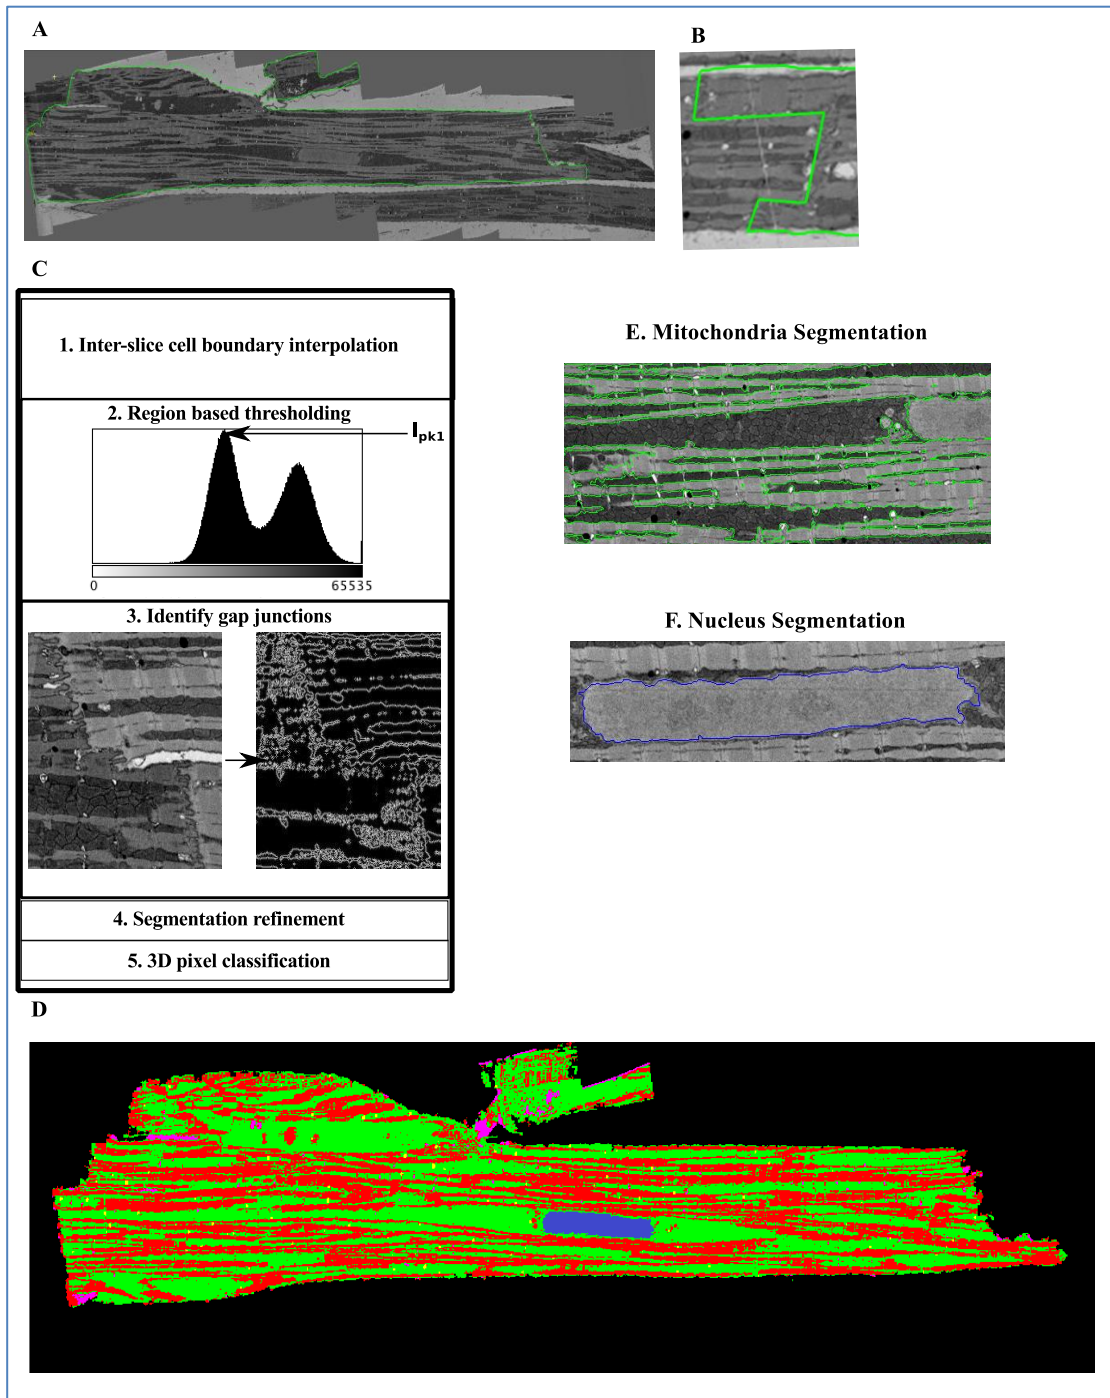 A
B
C
1. Inter-slice cell boundary interpolation
2. Region based thresholding
Ipk1
0
65535
3. Identify gap junctions
4. Segmentation refinement
5. 3D pixel classification
E. Mitochondria Segmentation
F. Nucleus Segmentation
D